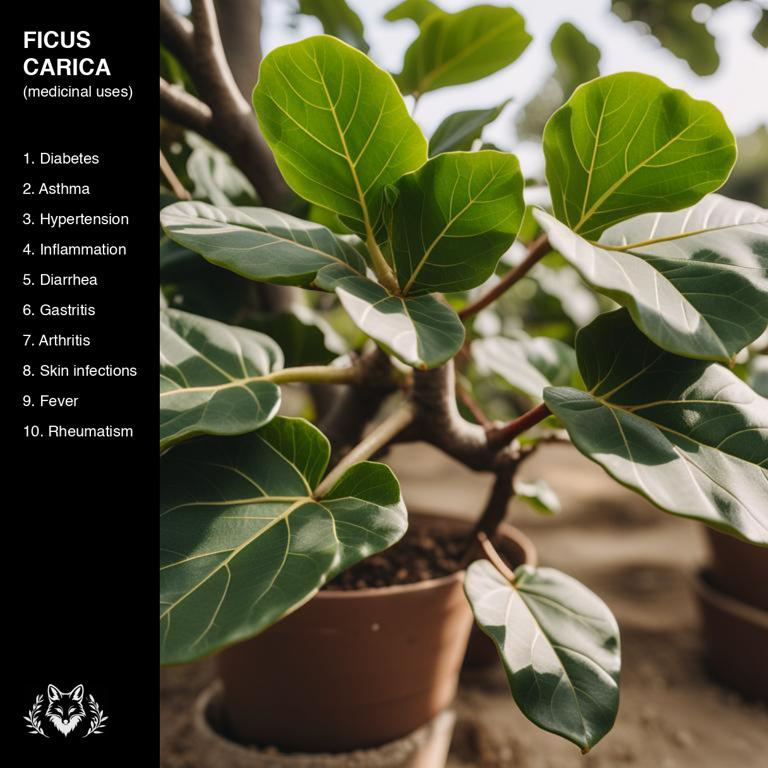 FICUS
CARICA
(medicinal uses)
1. Diabetes
2. Asthma
3. Hypertension
4. Inflammation
5. Diarrhea
6. Gastritis
7. Arthritis
8. Skin infections
9. Fever
10. Rheumatism